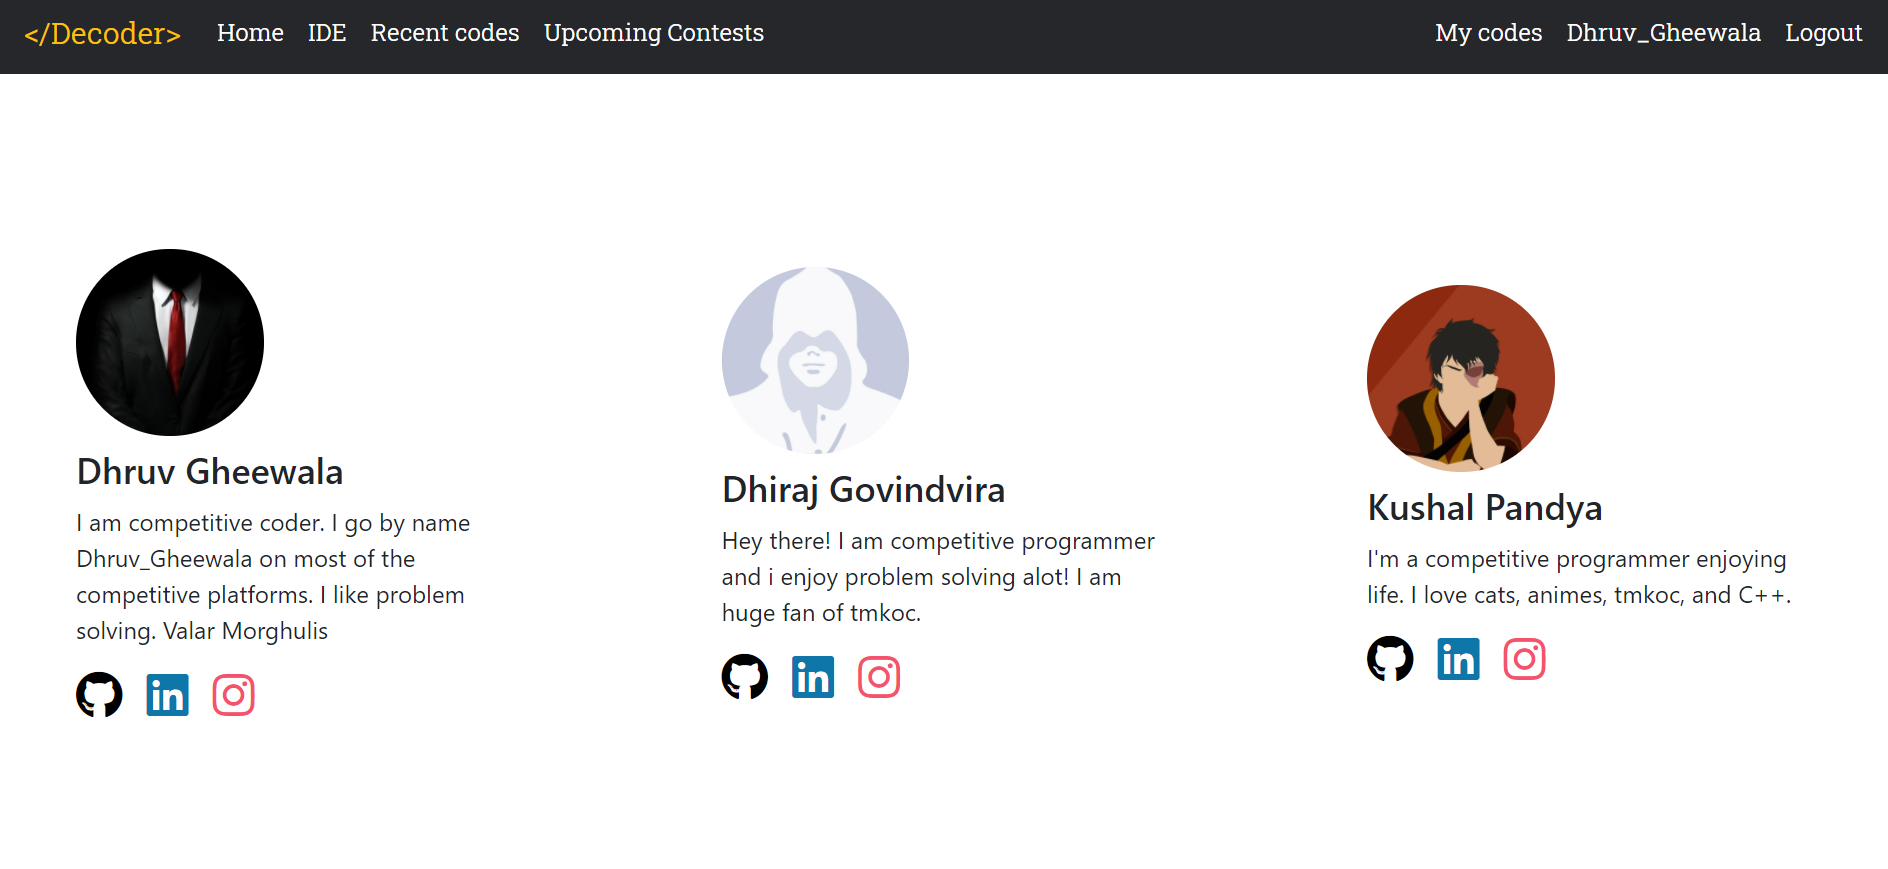 </Decoder> Home IDE Recent codes Upcoming Contests My codes Dhruv_Gheewala Logout
Dhruv Gheewala
I am competitive coder. I go by name
Dhruv_Gheewala on most of the
competitive platforms. I like problem
solving. Valar Morghulis
in
Dhiraj Govindvira
Hey there! I am competitive programmer
and i enjoy problem solving alot! I am
huge fan of tmkoc.
in
Kushal Pandya
I'm a competitive programmer enjoying
life. I love cats, animes, tmkoc, and C++.
in